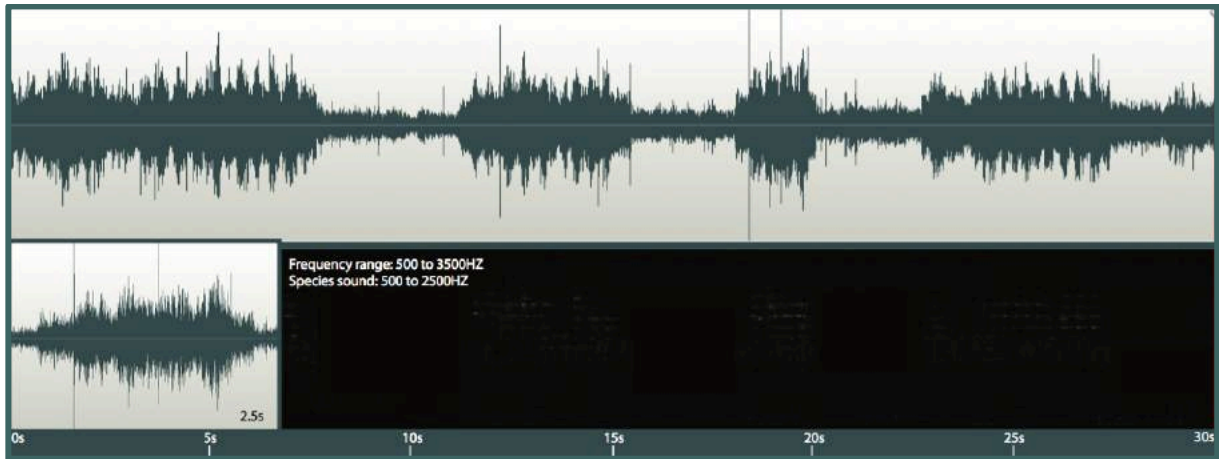 Frequency range: 500 to 3500HZ
Species sound: 500 to 2500HZ
2.5s
0s 5s 10s 15s 20s 25s 30s